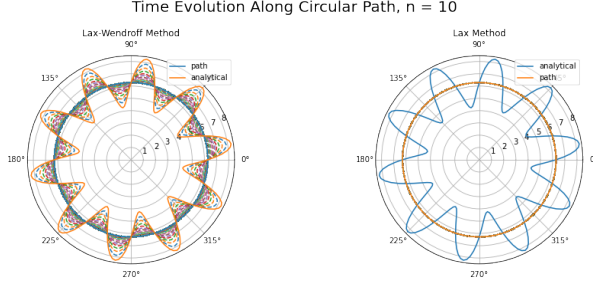 Time Evolution Along Circular Path, n = 10
Lax-Wendroff Method
90°
path
analytical
135°
180°
225°
270°
315°
0°
1 2 3 4 5 6 7 8
Lax Method
90°
analytical
path
135°
180°
225°
270°
315°
0
1 2 3 4 5 6 7 8